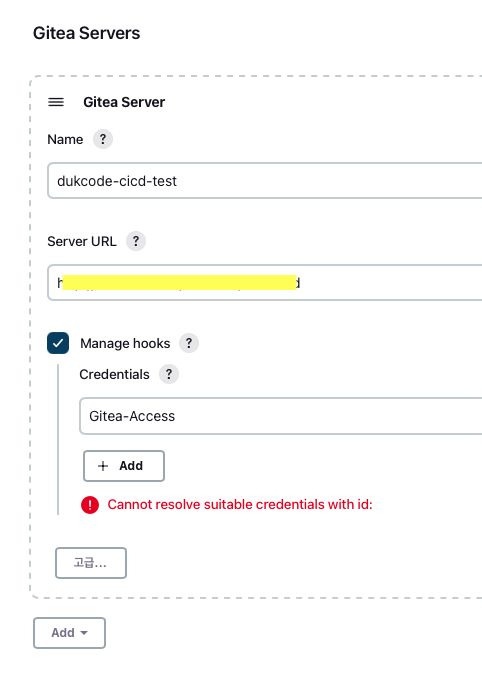 Gitea Servers
Gitea Server
Name ?
dukcode-cicd-test
Server URL ?
Manage hooks ?
Credentials ?
Gitea-Access
+ Add
! Cannot resolve suitable credentials with id:
고급...
Add